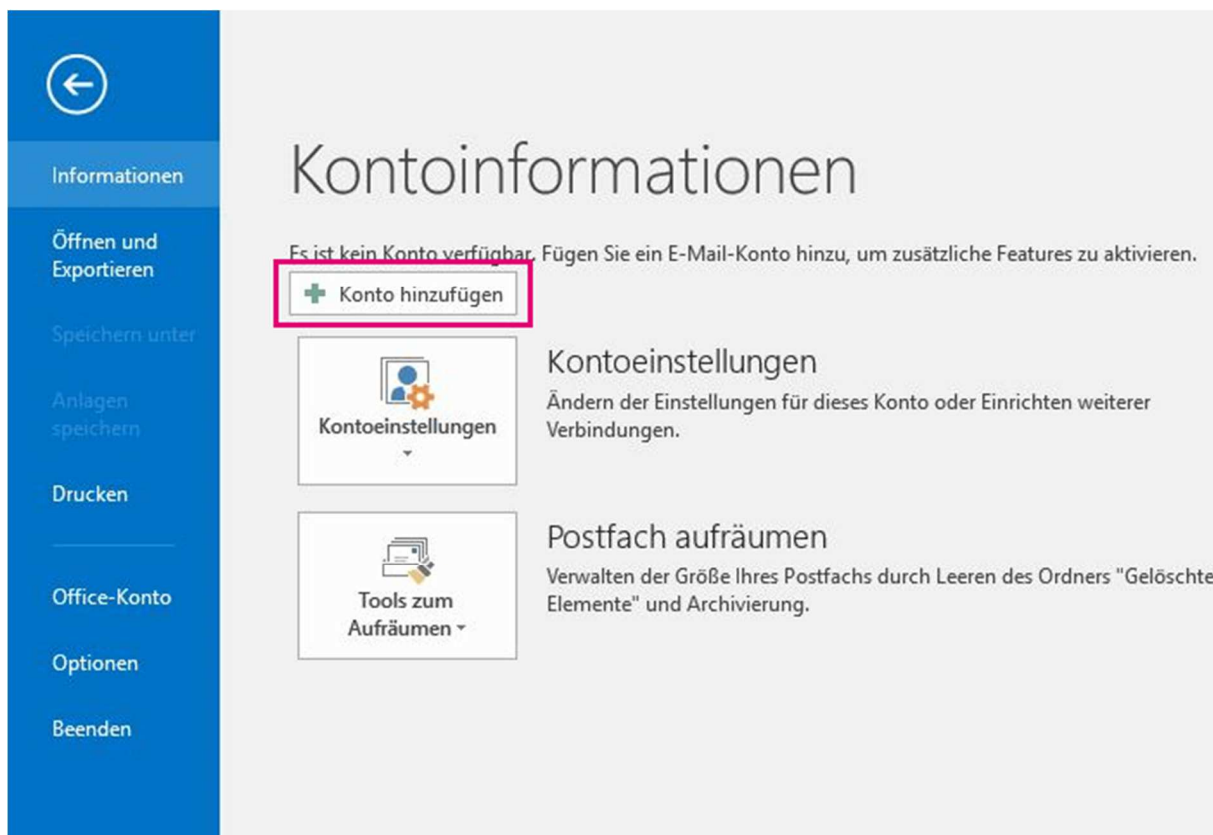 Informationen
Öffnen und
Exportieren
Speichern unter
Anlagen
speichern
Drucken
Office-Konto
Optionen
Beenden
Kontoinformationen
Es ist kein Konto verfügbar. Fügen Sie ein E-Mail-Konto hinzu, um zusätzliche Features zu aktivieren.
Konto hinzufügen
Kontoeinstellungen
Kontoeinstellungen
Ändern der Einstellungen für dieses Konto oder Einrichten weiterer
Verbindungen.
Tools zum
Aufräumen
Postfach aufräumen
Verwalten der Größe Ihres Postfachs durch Leeren des Ordners "Gelöschte
Elemente" und Archivierung.